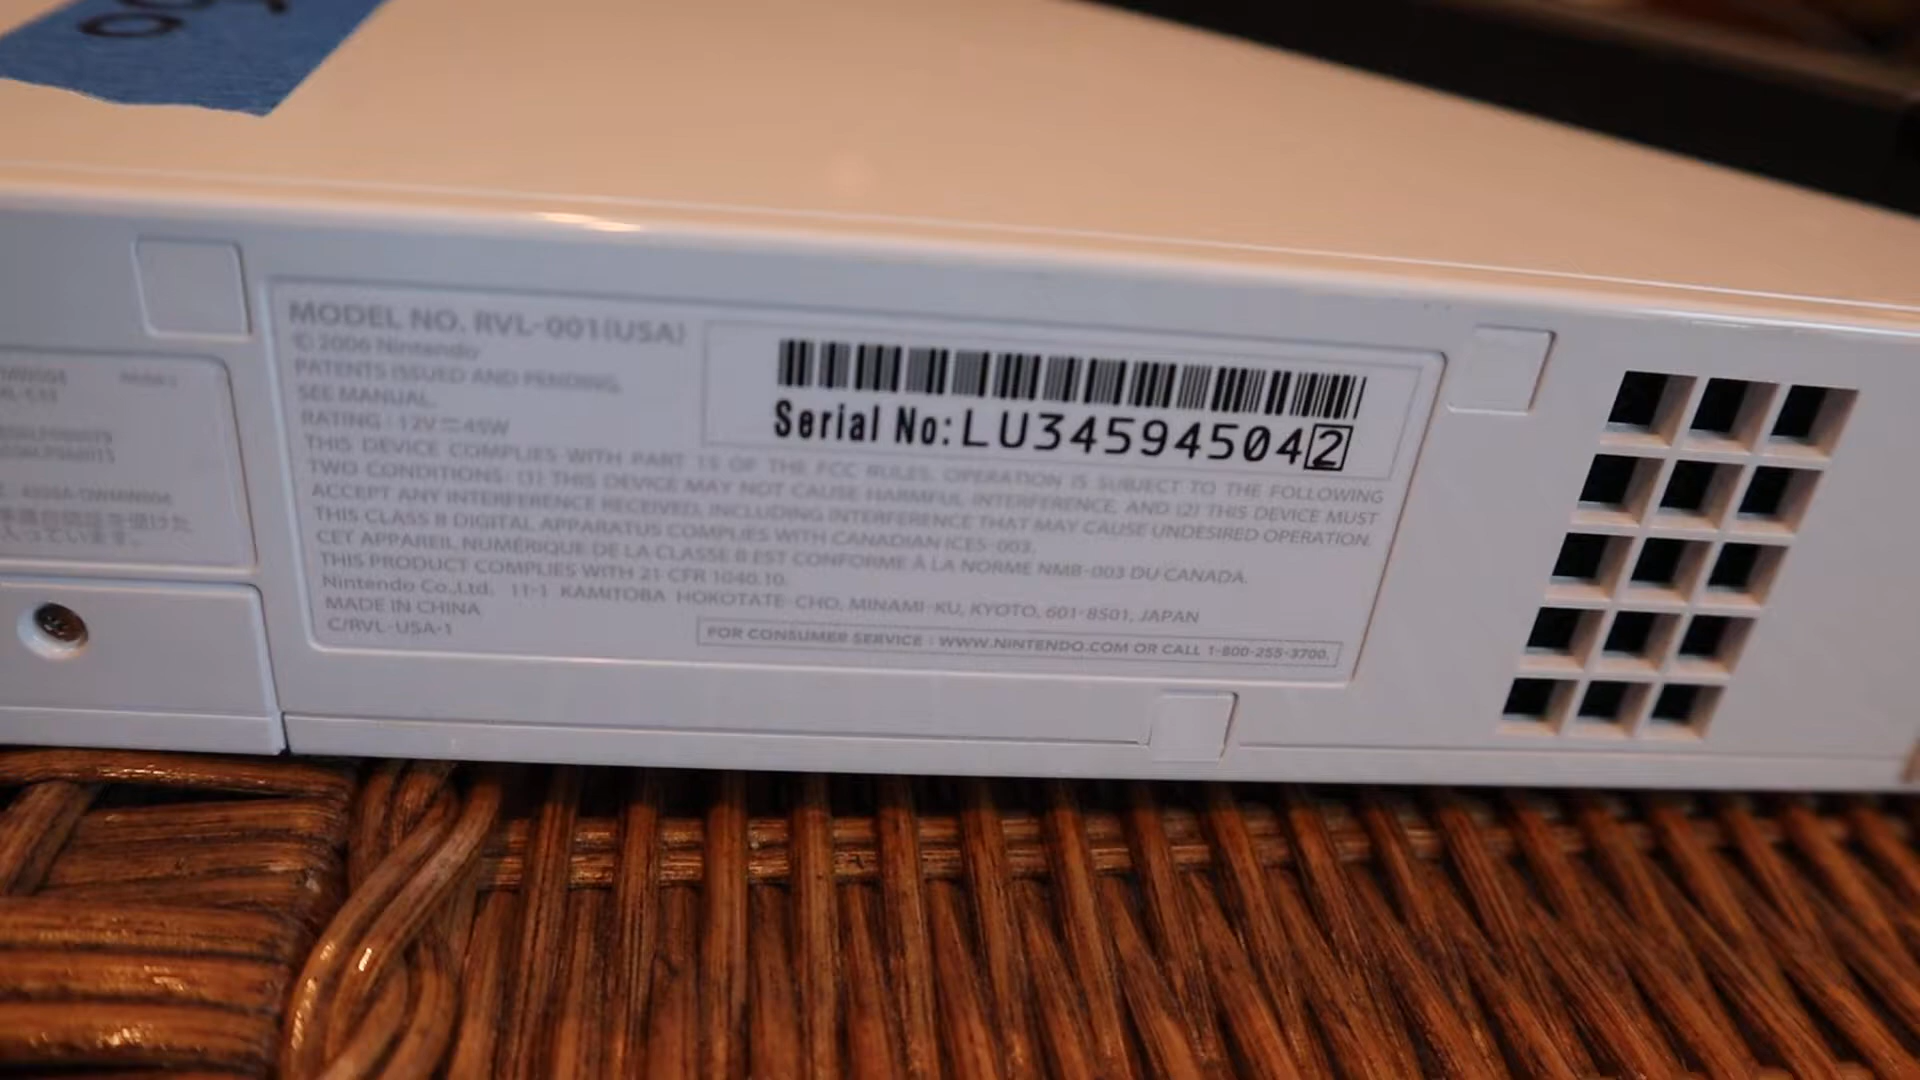 MODEL NO. RVL-001(USA)
© 2006 Nintendo
PATENTS ISSUED AND PENDING.
SEE MANUAL.
RATING : 12V⎓45W
Serial No:LU345945042
THIS DEVICE COMPLIES WITH PART 15 OF THE FCC RULES. OPERATION IS SUBJECT TO THE FOLLOWING
TWO CONDITIONS: (1) THIS DEVICE MAY NOT CAUSE HARMFUL INTERFERENCE, AND (2) THIS DEVICE MUST
ACCEPT ANY INTERFERENCE RECEIVED, INCLUDING INTERFERENCE THAT MAY CAUSE UNDESIRED OPERATION.
THIS CLASS B DIGITAL APPARATUS COMPLIES WITH CANADIAN ICES-003.
CET APPAREIL NUMÉRIQUE DE LA CLASSE B EST CONFORME À LA NORME NMB-003 DU CANADA.
THIS PRODUCT COMPLIES WITH 21 CFR 1040.10.
Nintendo Co.,Ltd. 11-1 KAMITOBA HOKOTATE-CHO, MINAMI-KU, KYOTO, 601-8501, JAPAN
MADE IN CHINA
C/RVL-USA-1
FOR CONSUMER SERVICE : WWW.NINTENDO.COM OR CALL 1-800-255-3700.